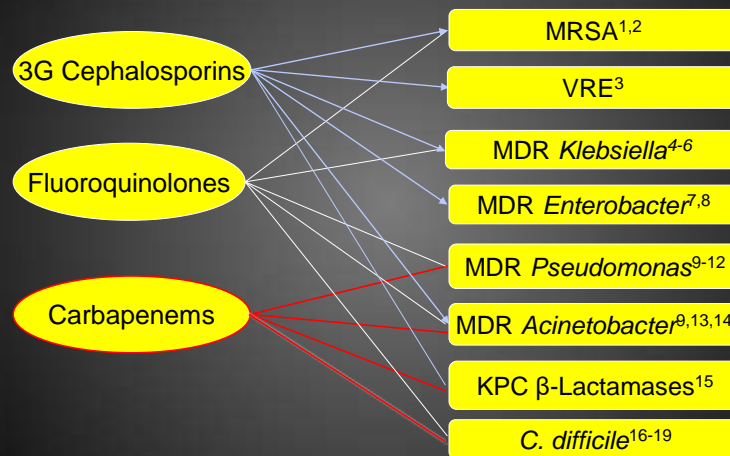 3G Cephalosporins
Fluoroquinolones
Carbapenems
MRSA1,2
VRE3
MDR Klebsiella4-6
MDR Enterobacter7,8
MDR Pseudomonas9-12
MDR Acinetobacter9,13,14
KPC β-Lactamases15
C. difficile16-19